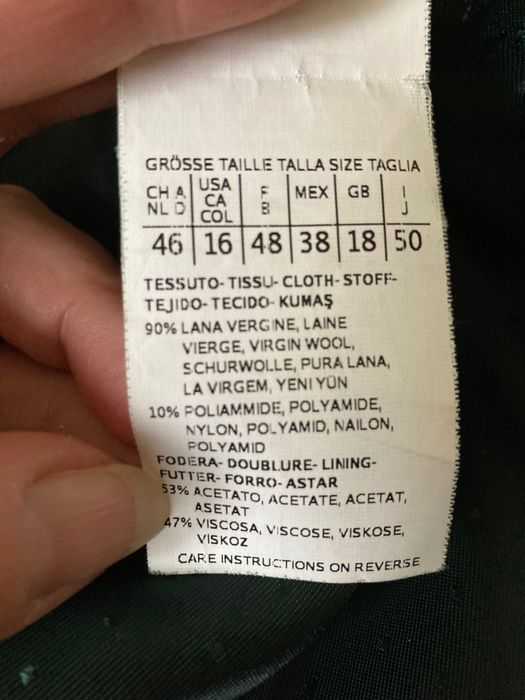 GRÖSSE TAILLE TALLA SIZE TAGLIA
CH A NL D USA CA COL F B MEX GB I J
46 16 48 38 18 50
TESSUTO-TISSU-CLOTH-STOFF-
TEJIDO-TECIDO-KUMAŞ
90% LANA VERGINE, LAINE
VIERGE, VIRGIN WOOL,
SCHURWOLLE, PURA LANA,
LA VIRGEM, YENI YÜN
10% POLIAMMIDE, POLYAMIDE,
NYLON, POLYAMID, NAILON,
POLYAMID
FODERA-DOUBLURE-LINING-
FUTTER-FORRO-ASTAR
53% ACETATO, ACETATE, ACETAT,
ASETAT
47% VISCOSA, VISCOSE, VISKOSE,
VISKOZ
CARE INSTRUCTIONS ON REVERSE